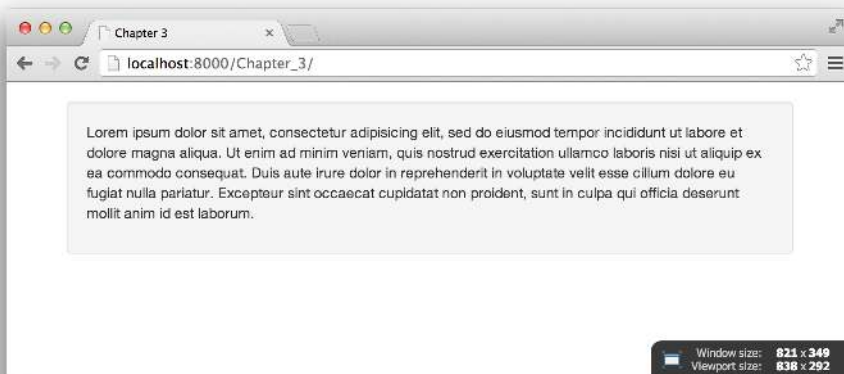 Chapter 3
localhost:8000/Chapter_3/
Lorem ipsum dolor sit amet, consectetur adipisicing elit, sed do eiusmod tempor incididunt ut labore et
dolore magna aliqua. Ut enim ad minim veniam, quis nostrud exercitation ullamco laboris nisi ut aliquip ex
ea commodo consequat. Duis aute irure dolor in reprehenderit in voluptate velit esse cillum dolore eu
fugiat nulla pariatur. Excepteur sint occaecat cupidatat non proident, sunt in culpa qui officia deserunt
mollit anim id est laborum.
Window size: 821 x 349
Viewport size: 838 x 292